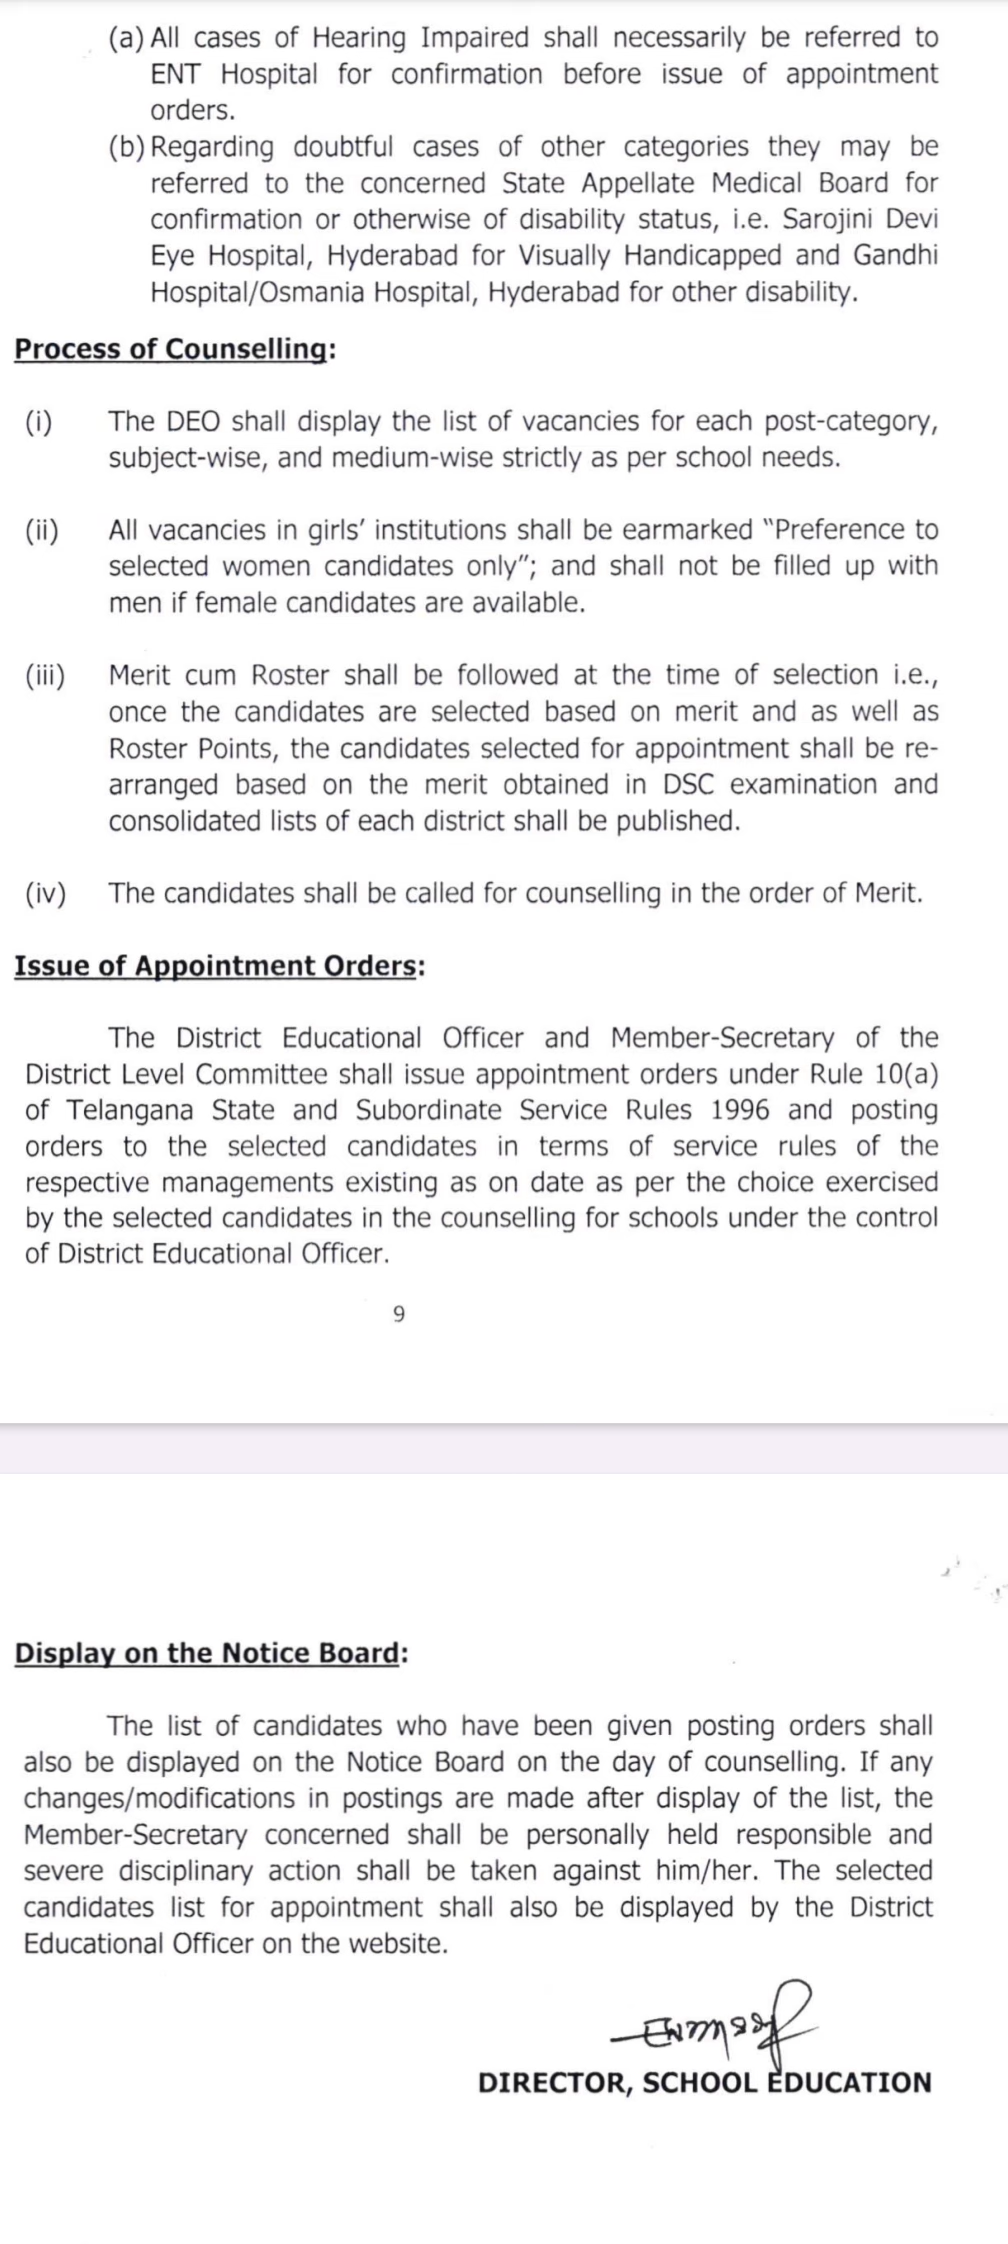 (a) All cases of Hearing Impaired shall necessarily be referred to
ENT Hospital for confirmation before issue of appointment
orders.
(b) Regarding doubtful cases of other categories they may be
referred to the concerned State Appellate Medical Board for
confirmation or otherwise of disability status, i.e. Sarojini Devi
Eye Hospital, Hyderabad for Visually Handicapped and Gandhi
Hospital/Osmania Hospital, Hyderabad for other disability.
Process of Counselling:
(i) The DEO shall display the list of vacancies for each post-category,
subject-wise, and medium-wise strictly as per school needs.
(ii) All vacancies in girls' institutions shall be earmarked "Preference to
selected women candidates only"; and shall not be filled up with
men if female candidates are available.
(iii) Merit cum Roster shall be followed at the time of selection i.e.,
once the candidates are selected based on merit and as well as
Roster Points, the candidates selected for appointment shall be re-
arranged based on the merit obtained in DSC examination and
consolidated lists of each district shall be published.
(iv) The candidates shall be called for counselling in the order of Merit.
Issue of Appointment Orders:
The District Educational Officer and Member-Secretary of the
District Level Committee shall issue appointment orders under Rule 10(a)
of Telangana State and Subordinate Service Rules 1996 and posting
orders to the selected candidates in terms of service rules of the
respective managements existing as on date as per the choice exercised
by the selected candidates in the counselling for schools under the control
of District Educational Officer.
9
Display on the Notice Board:
The list of candidates who have been given posting orders shall
also be displayed on the Notice Board on the day of counselling. If any
changes/modifications in postings are made after display of the list, the
Member-Secretary concerned shall be personally held responsible and
severe disciplinary action shall be taken against him/her. The selected
candidates list for appointment shall also be displayed by the District
Educational Officer on the website.
DIRECTOR, SCHOOL EDUCATION